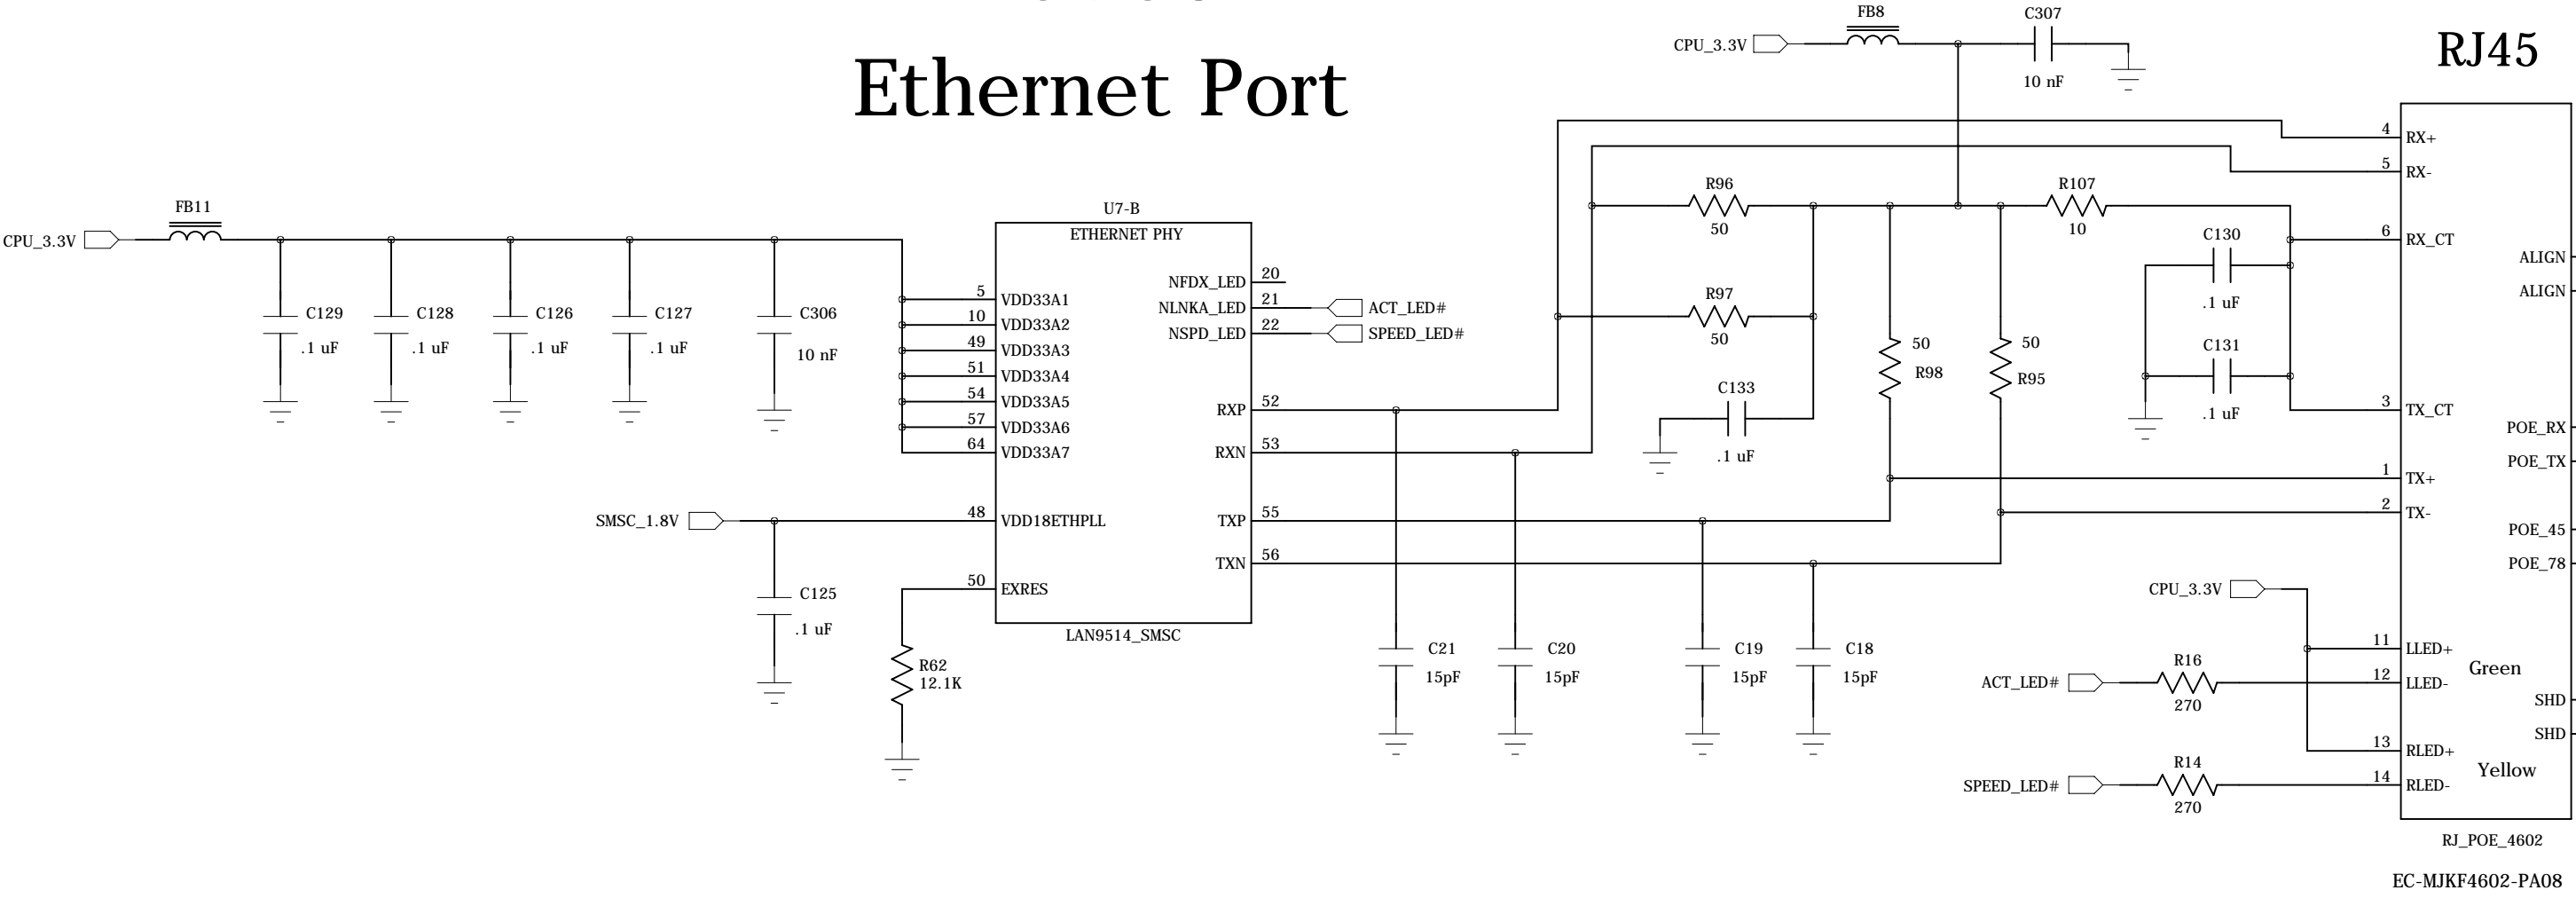 Ethernet Port
RJ45
FB8
C307
CPU_3.3V
10 nF
FB11
CPU_3.3V
C129
.1 uF
C128
.1 uF
C126
.1 uF
C127
.1 uF
C306
10 nF
SMSC_1.8V
C125
.1 uF
R62
12.1K
U7-B
ETHERNET PHY
5 VDD33A1
10 VDD33A2
49 VDD33A3
51 VDD33A4
54 VDD33A5
57 VDD33A6
64 VDD33A7
48 VDD18ETHPLL
50 EXRES
NFDX_LED 20
NLNKA_LED 21
NSPD_LED 22
RXP 52
RXN 53
TXP 55
TXN 56
LAN9514_SMSC
ACT_LED#
SPEED_LED#
R96
50
R97
50
C133
.1 uF
50
R98
50
R95
R107
10
C130
.1 uF
C131
.1 uF
C21
15pF
C20
15pF
C19
15pF
C18
15pF
CPU_3.3V
ACT_LED#
R16
270
SPEED_LED#
R14
270
4 RX+
5 RX-
6 RX_CT
3 TX_CT
1 TX+
2 TX-
11 LLED+
12 LLED-
13 RLED+
14 RLED-
Green
Yellow
ALIGN
ALIGN
POE_RX
POE_TX
POE_45
POE_78
SHD
SHD
RJ_POE_4602
EC-MJKF4602-PA08